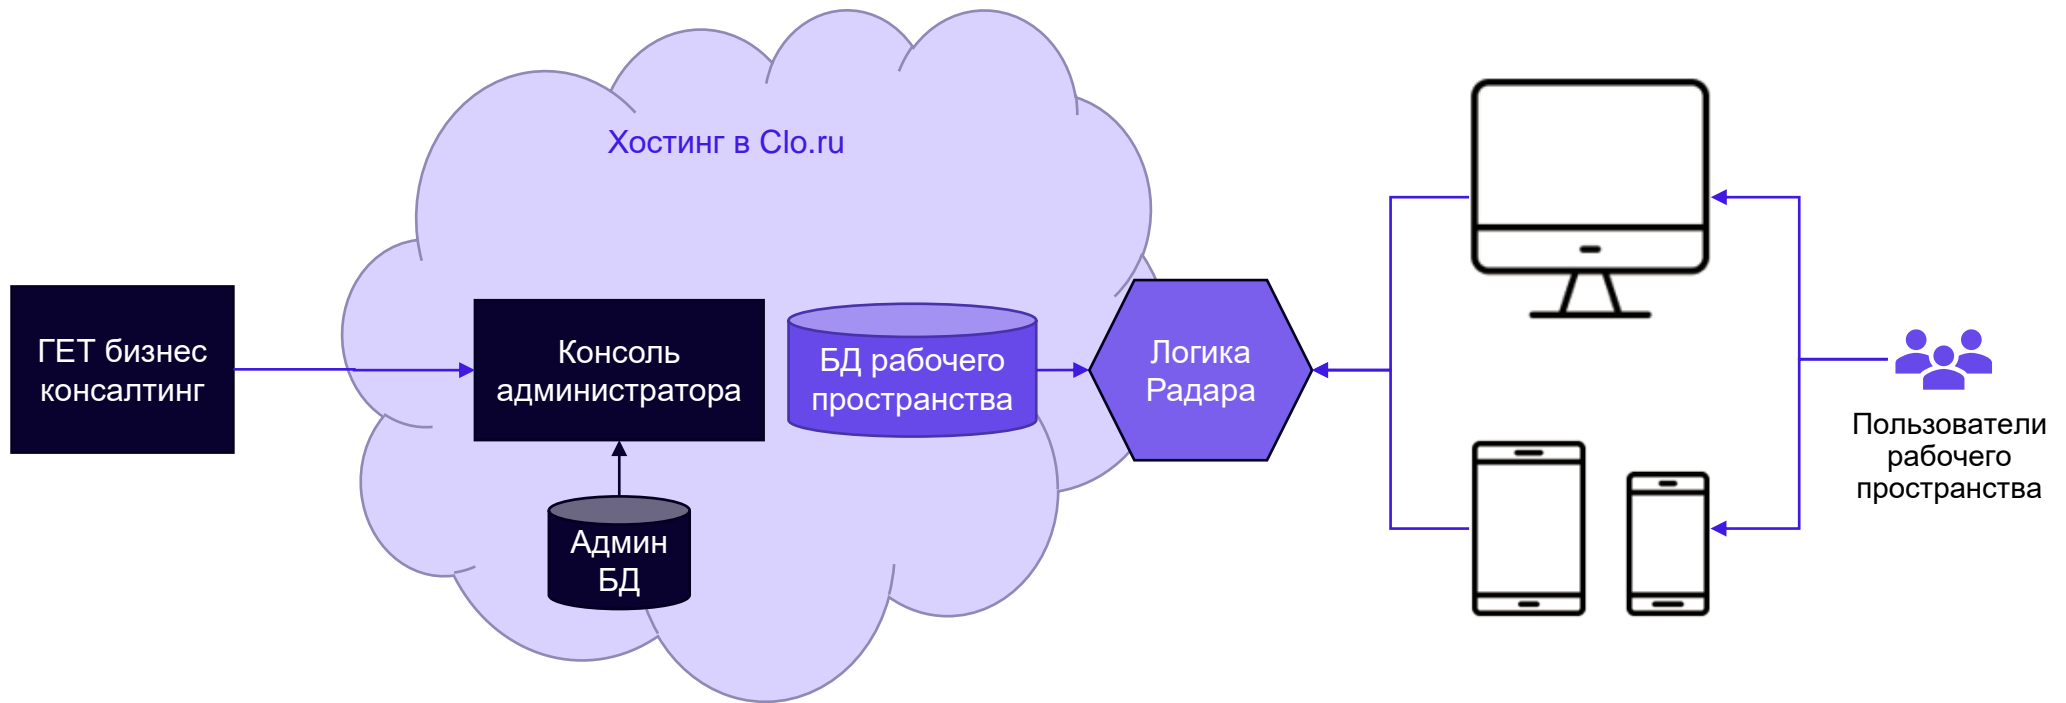 Хостинг в Clo.ru
ГЕТ бизнес
консалтинг
Консоль
администратора
Админ
БД
БД рабочего
пространства
Логика
Радара
Пользователи
рабочего
пространства